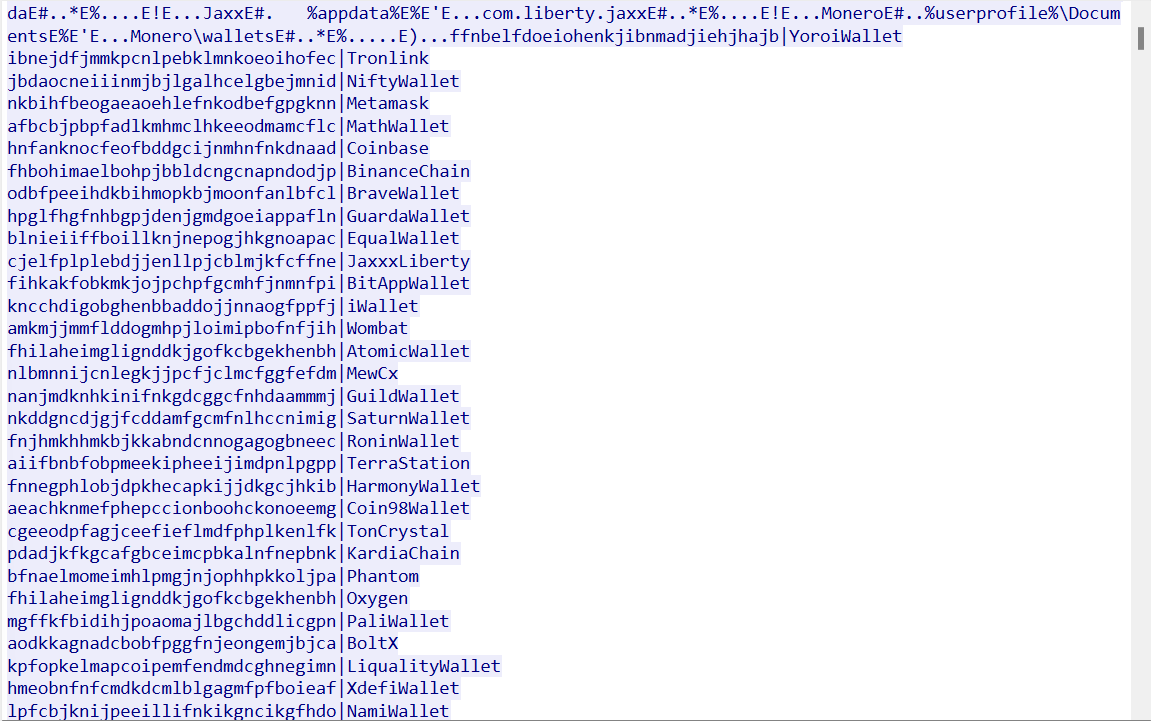 daE#..*E%....E!E...JaxxE#.   %appdata%E%E'E...com.liberty.jaxxE#..*E%....E!E...MoneroE#..%userprofile%\Docum
entsE%E'E...Monero\walletsE#..*E%.....E)...ffnbelfdoeiohenkjibnmadjiehjhajb|YoroiWallet
ibnejdfjmmkpcnlpebklmnkoeoihofec|Tronlink
jbdaocneiiinmjbjlgalhcelgbejmnid|NiftyWallet
nkbihfbeogaeaoehlefnkodbefgpgknn|Metamask
afbcbjpbpfadlkmhmclhkeeodmamcflc|MathWallet
hnfanknocfeofbddgcijnmhnfnkdnaad|Coinbase
fhbohimaelbohpjbbldcngcnapndodjp|BinanceChain
odbfpeeihdkbihmopkbjmoonfanlbfcl|BraveWallet
hpglfhgfnhbgpjdenjgmdgoeiappafln|GuardaWallet
blnieiiffboillknjnepogjhkgnoapac|EqualWallet
cjelfplplebdjjenllpjcblmjkfcffne|JaxxxLiberty
fihkakfobkmkjojpchpfgcmhfjnmnfpi|BitAppWallet
kncchdigobghenbbaddojjnnaogfppfj|iWallet
amkmjjmmflddogmhpjloimipbofnfjih|Wombat
fhilaheimglignddkjgofkcbgekhenbh|AtomicWallet
nlbmnnijcnlegkjjpcfjclmcfggfefdm|MewCx
nanjmdknhkinifnkgdcggcfnhdaammmj|GuildWallet
nkddgncdjgjfcddamfgcmfnlhccnimig|SaturnWallet
fnjhmkhhmkbjkkabndcnnogagogbneec|RoninWallet
aiifbnbfobpmeekipheeijimdpnlpgpp|TerraStation
fnnegphlobjdpkhecapkijjdkgcjhkib|HarmonyWallet
aeachknmefphepccionboohckonoeemg|Coin98Wallet
cgeeodpfagjceefieflmdfphplkenlfk|TonCrystal
pdadjkfkgcafgbceimcpbkalnfnepbnk|KardiaChain
bfnaelmomeimhlpmgjnjophhpkkoljpa|Phantom
fhilaheimglignddkjgofkcbgekhenbh|Oxygen
mgffkfbidihjpoaomajlbgchddlicgpn|PaliWallet
aodkkagnadcbobfpggfnjeongemjbjca|BoltX
kpfopkelmapcoipemfendmdcghnegimn|LiqualityWallet
hmeobnfnfcmdkdcmlblgagmfpfboieaf|XdefiWallet
lpfcbjknijpeeillifnkikgncikgfhdo|NamiWallet